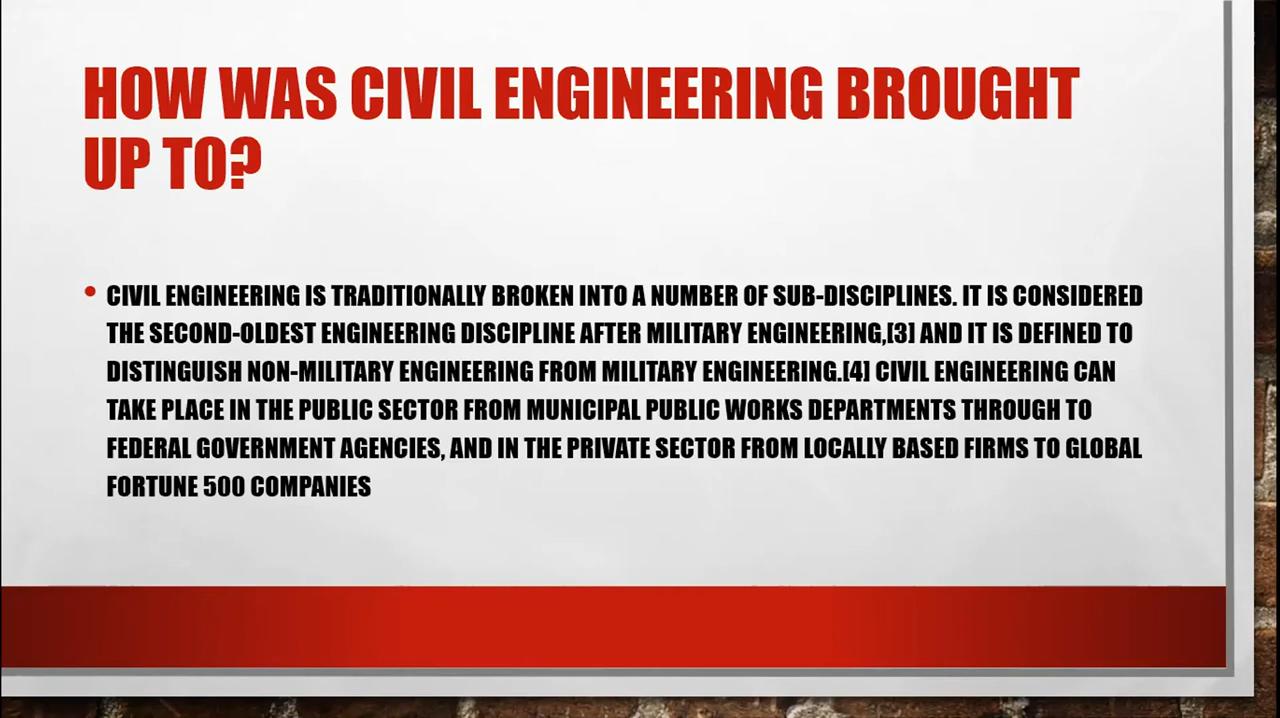 HOW WAS CIVIL ENGINEERING BROUGHT
UP TO?
• CIVIL ENGINEERING IS TRADITIONALLY BROKEN INTO A NUMBER OF SUB-DISCIPLINES. IT IS CONSIDERED
THE SECOND-OLDEST ENGINEERING DISCIPLINE AFTER MILITARY ENGINEERING,[3] AND IT IS DEFINED TO
DISTINGUISH NON-MILITARY ENGINEERING FROM MILITARY ENGINEERING.[4] CIVIL ENGINEERING CAN
TAKE PLACE IN THE PUBLIC SECTOR FROM MUNICIPAL PUBLIC WORKS DEPARTMENTS THROUGH TO
FEDERAL GOVERNMENT AGENCIES, AND IN THE PRIVATE SECTOR FROM LOCALLY BASED FIRMS TO GLOBAL
FORTUNE 500 COMPANIES